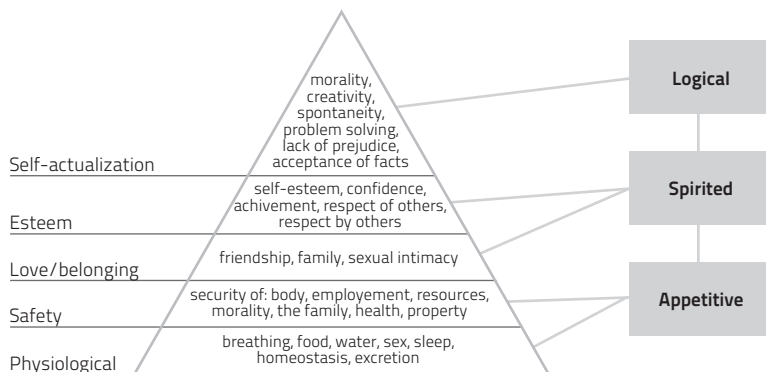 morality,
creativity,
spontaneity,
problem solving,
lack of prejudice,
acceptance of facts
Self-actualization
self-esteem, confidence,
achivement, respect of others,
respect by others
Esteem
friendship, family, sexual intimacy
Love/belonging
security of: body, employement, resources,
morality, the family, health, property
Safety
breathing, food, water, sex, sleep,
homeostasis, excretion
Physiological
Logical
Spirited
Appetitive